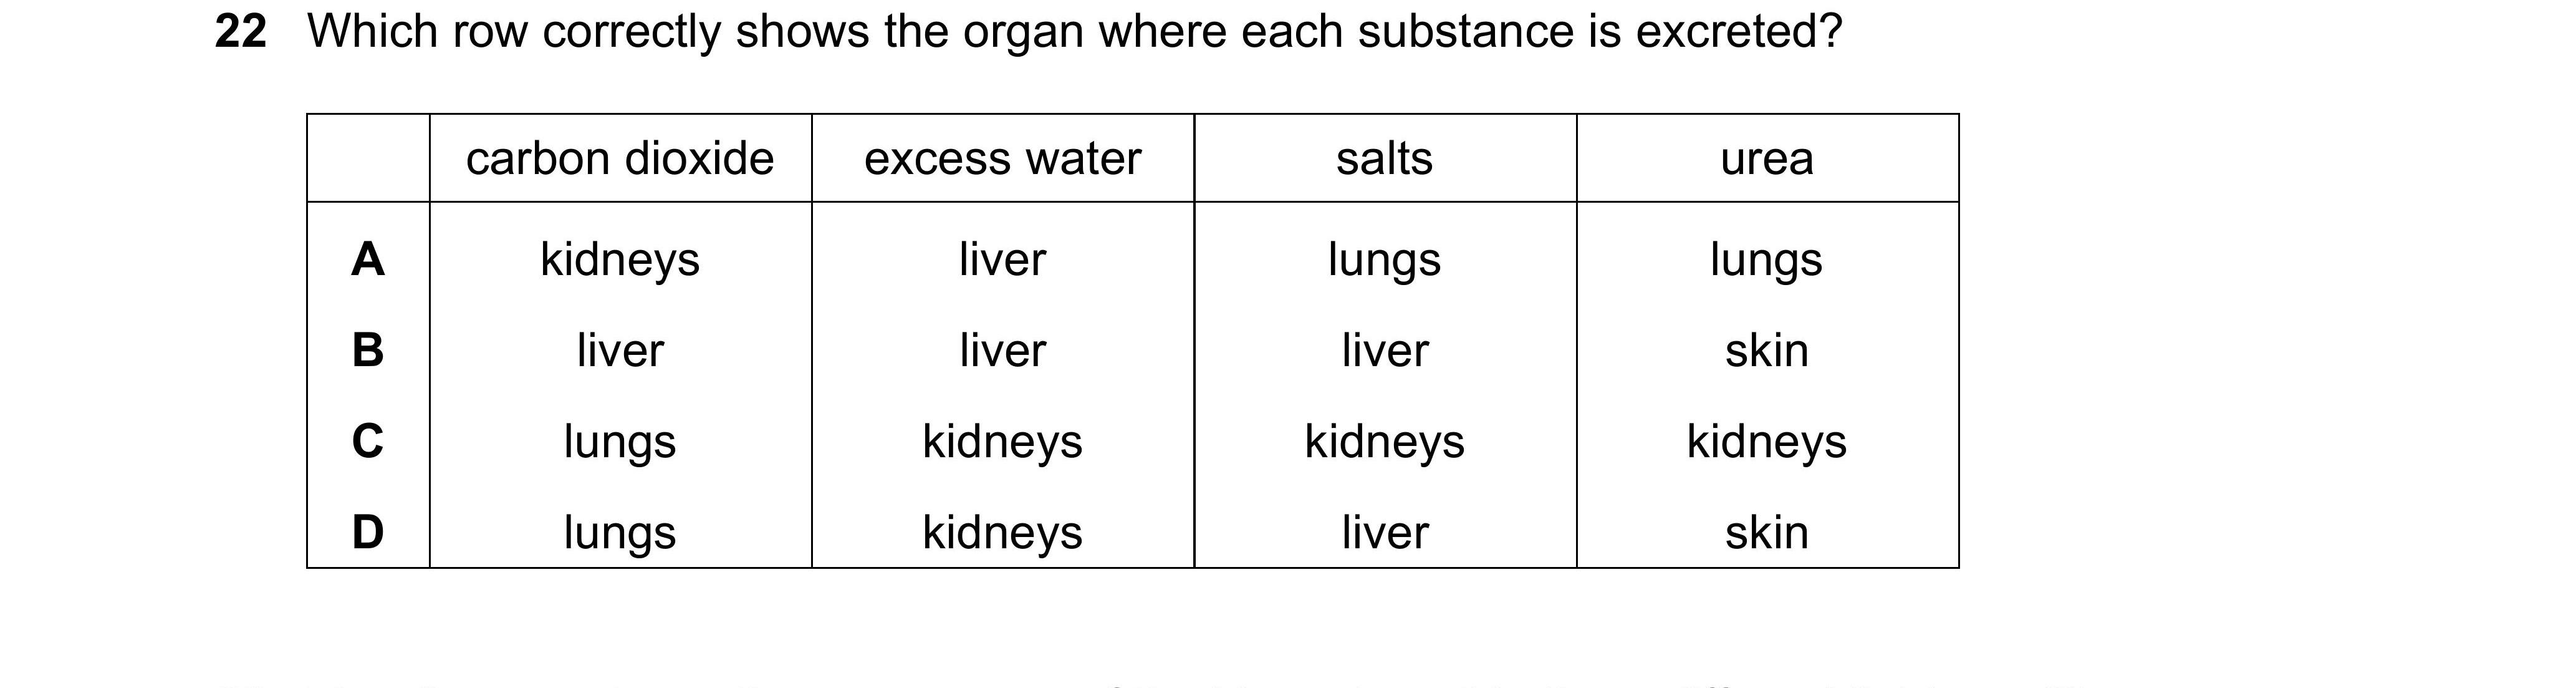 22 Which row correctly shows the organ where each substance is excreted?
carbon dioxide excess water salts urea
A kidneys liver lungs lungs
B liver liver liver skin
C lungs kidneys kidneys kidneys
D lungs kidneys liver skin